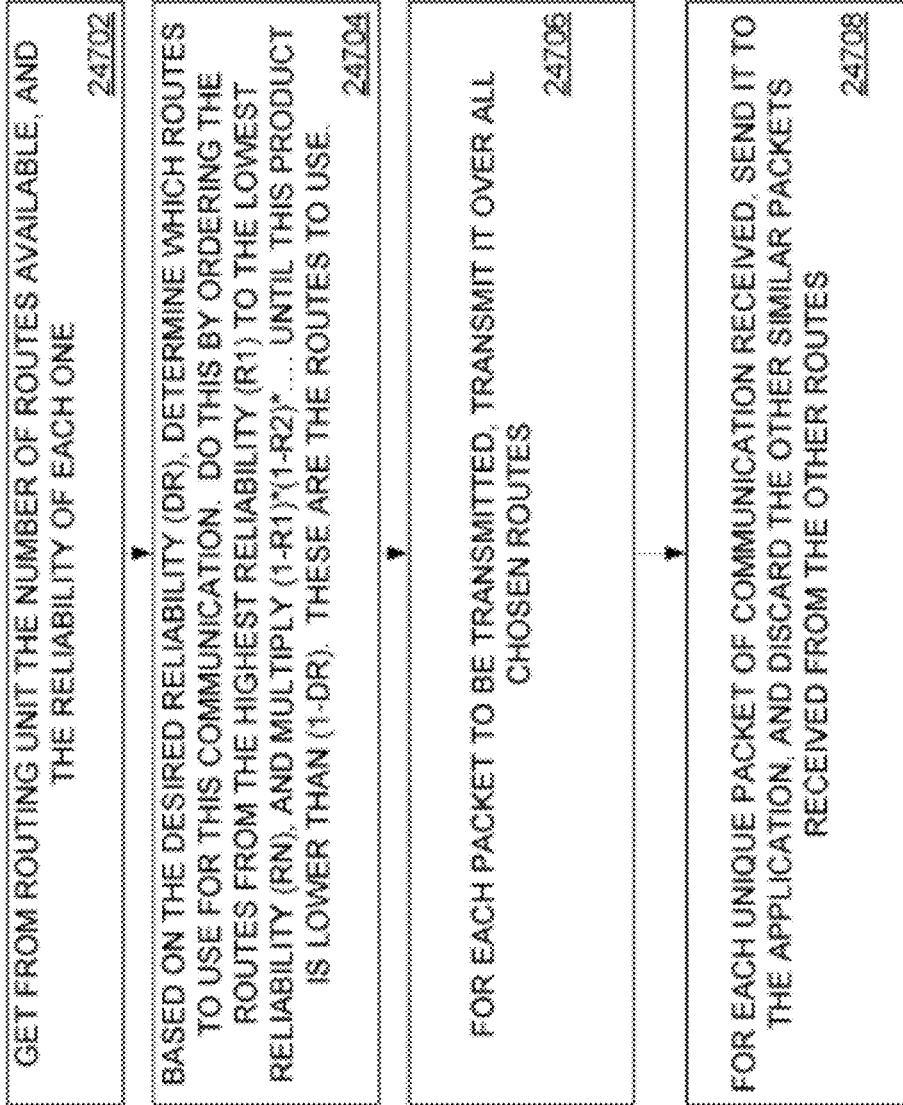 GET FROM ROUTING UNIT THE NUMBER OF ROUTES AVAILABLE, AND
THE RELIABILITY OF EACH ONE
24702
BASED ON THE DESIRED RELIABILITY (DR), DETERMINE WHICH ROUTES
TO USE FOR THIS COMMUNICATION. DO THIS BY ORDERING THE
ROUTES FROM THE HIGHEST RELIABILITY (R1) TO THE LOWEST
RELIABILITY (RN), AND MULTIPLY (1-R1)*(1-R2)*... UNTIL THIS PRODUCT
IS LOWER THAN (1-DR). THESE ARE THE ROUTES TO USE.
24704
FOR EACH PACKET TO BE TRANSMITTED, TRANSMIT IT OVER ALL
CHOSEN ROUTES
24706
FOR EACH UNIQUE PACKET OF COMMUNICATION RECEIVED, SEND IT TO
THE APPLICATION, AND DISCARD THE OTHER SIMILAR PACKETS
RECEIVED FROM THE OTHER ROUTES
24708